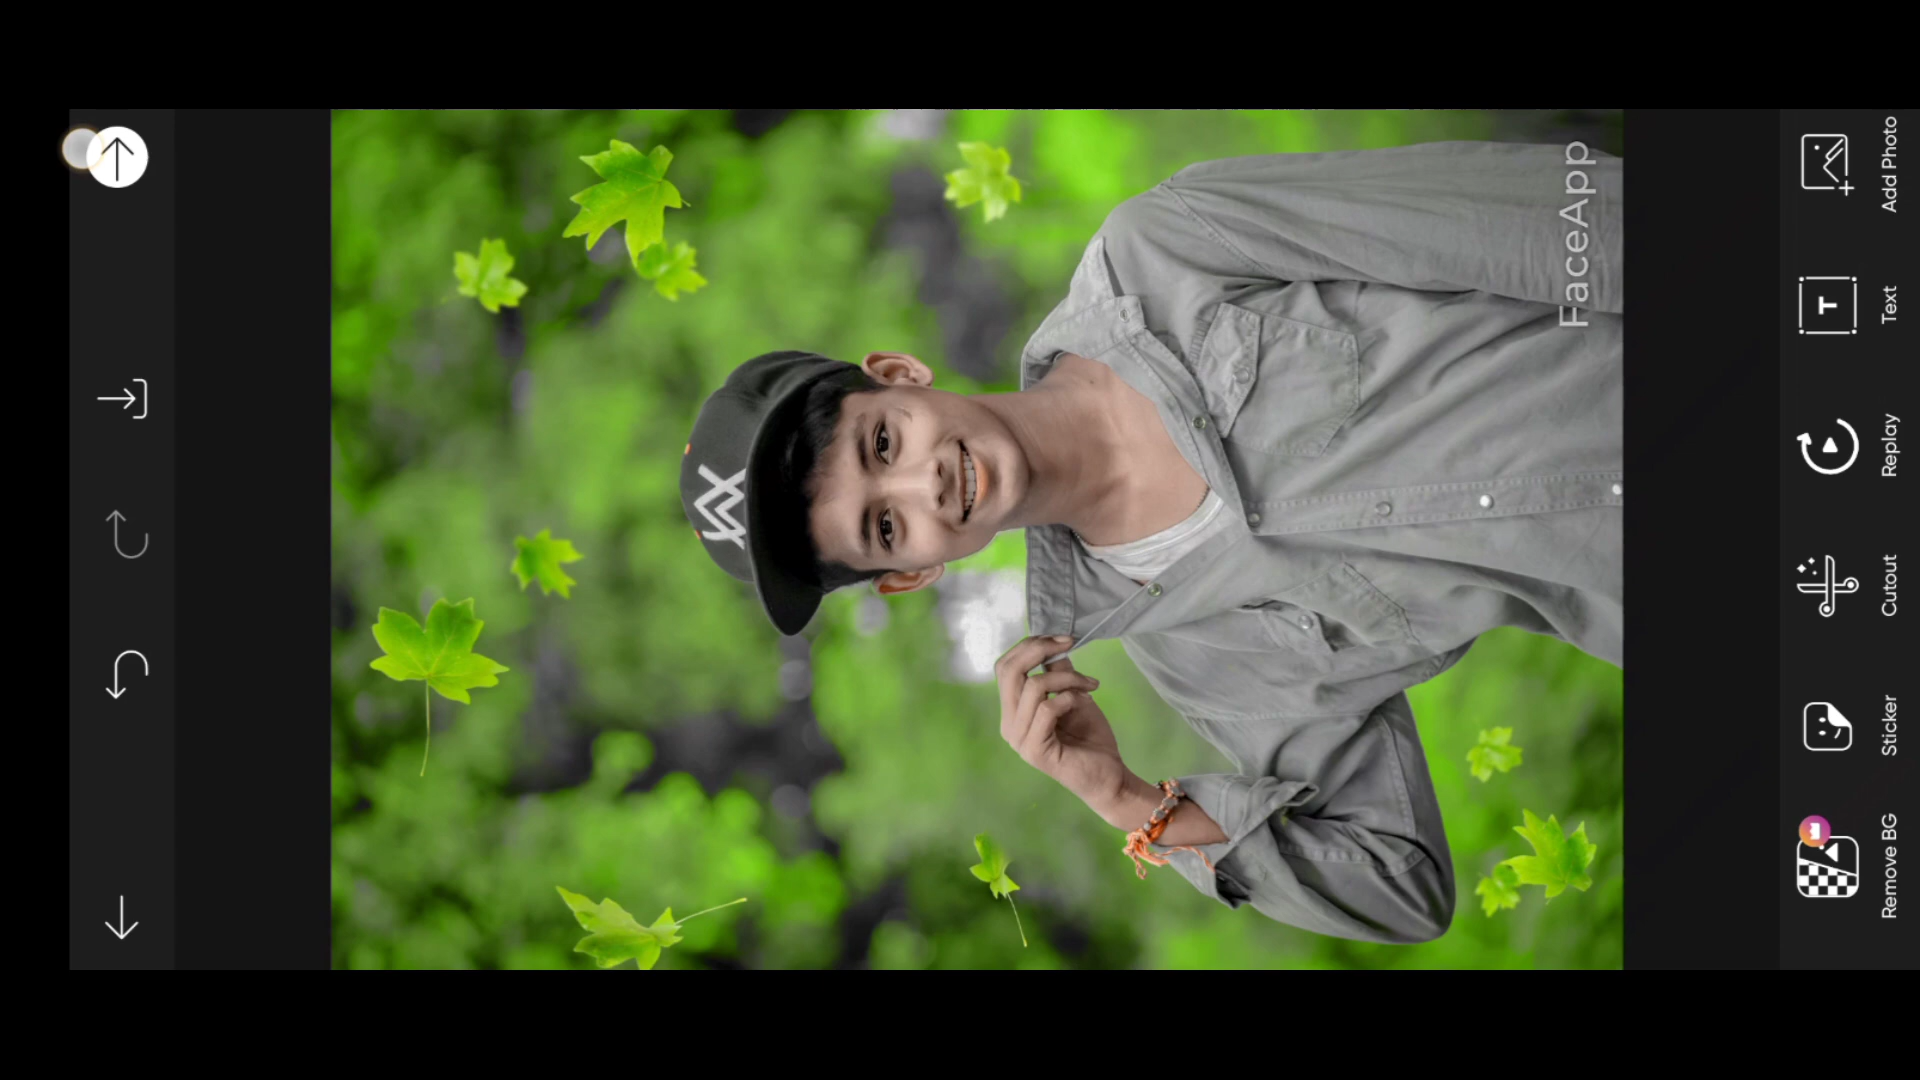 FaceApp
Add Photo
Text
Replay
Cutout
Sticker
Remove BG